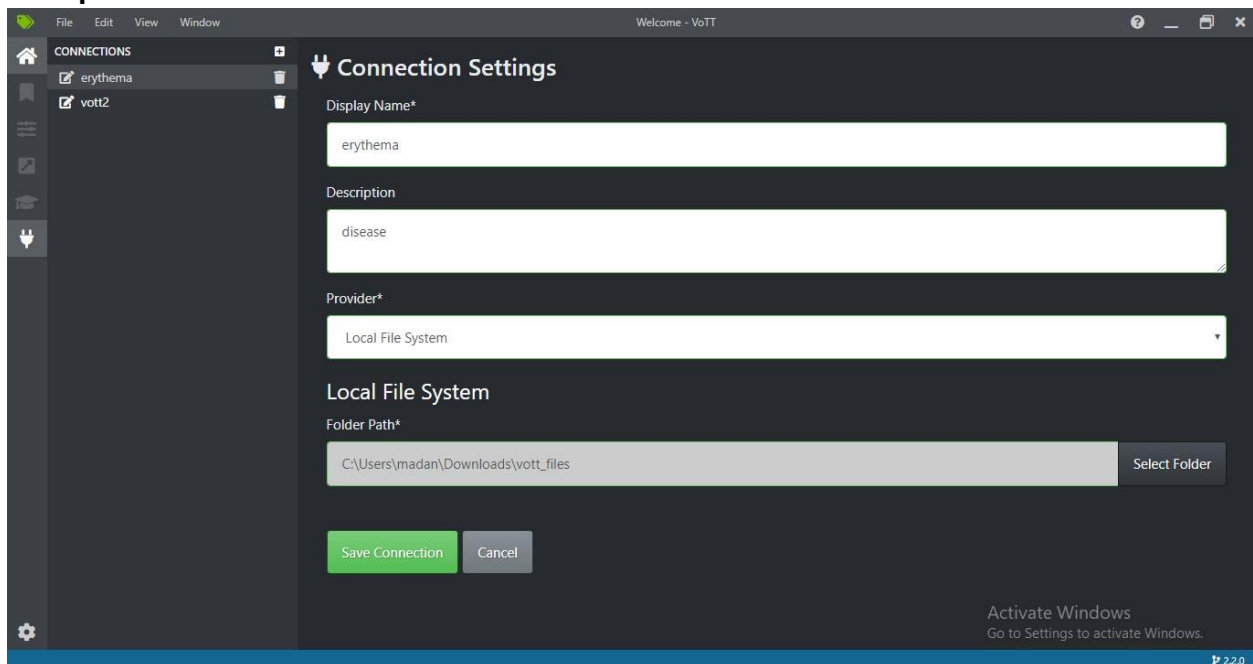 File Edit View Window Welcome - VoTT
CONNECTIONS
erythema
vott2
Connection Settings
Display Name*
erythema
Description
disease
Provider*
Local File System
Local File System
Folder Path*
C:\Users\madan\Downloads\vott_files Select Folder
Save Connection Cancel
Activate Windows
Go to Settings to activate Windows.
2.2.0